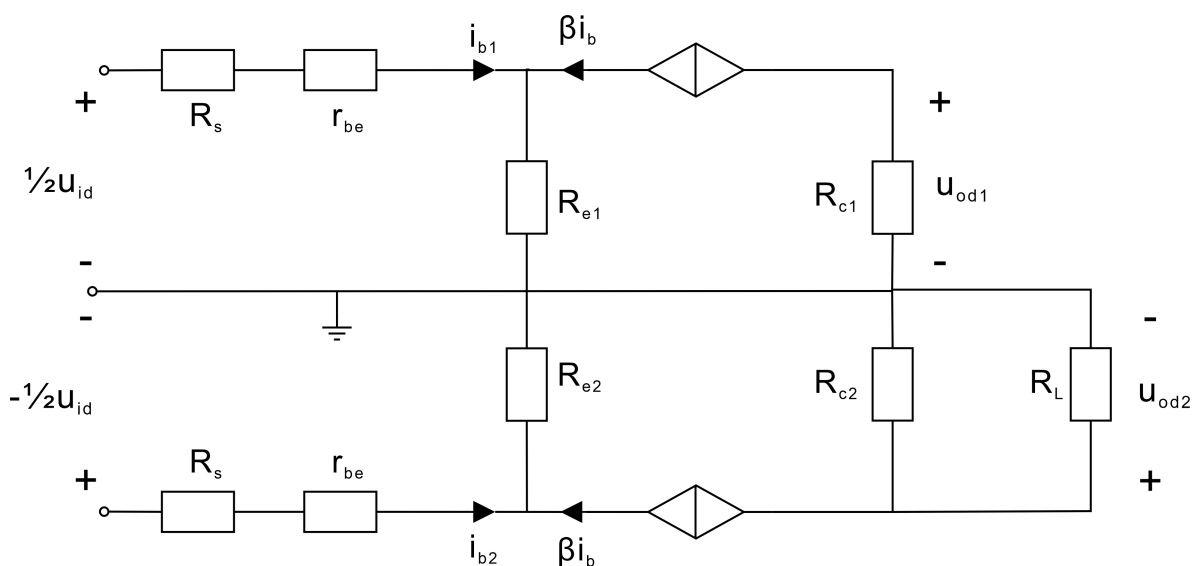 i_b1 βi_b
+ R_s r_be +
½u_id R_e1 R_c1 u_od1
- -
- -
-½u_id R_e2 R_c2 R_L u_od2
+ R_s r_be +
i_b2 βi_b